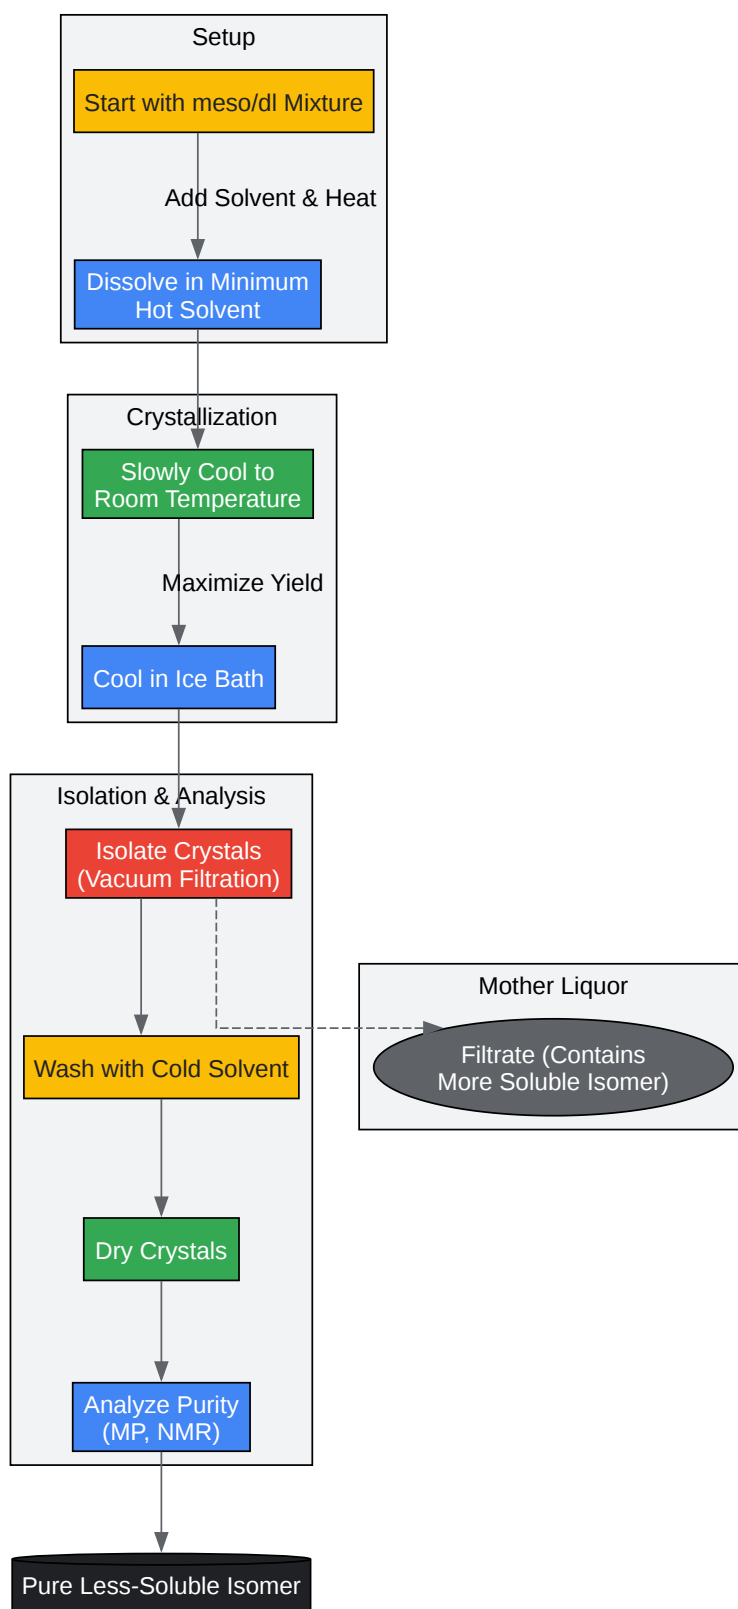 Setup
Start with meso/dl Mixture
Add Solvent & Heat
Dissolve in Minimum
Hot Solvent
Crystallization
Slowly Cool to
Room Temperature
Maximize Yield
Cool in Ice Bath
Isolation & Analysis
Isolate Crystals
(Vacuum Filtration)
Mother Liquor
Filtrate (Contains
More Soluble Isomer)
Wash with Cold Solvent
Dry Crystals
Analyze Purity
(MP, NMR)
Pure Less-Soluble Isomer